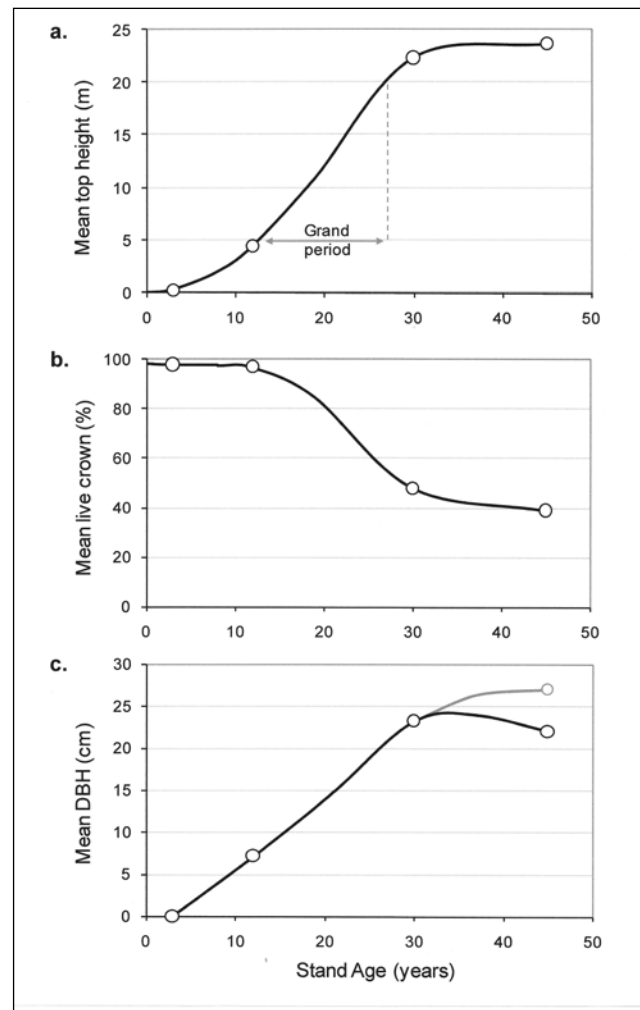 a.
25
20
15
10
5
0
Mean top height (m)
Grand
period
0 10 20 30 40 50
b.
100
80
60
40
20
0
Mean live crown (%)
0 10 20 30 40 50
c.
30
25
20
15
10
5
0
Mean DBH (cm)
0 10 20 30 40 50
Stand Age (years)